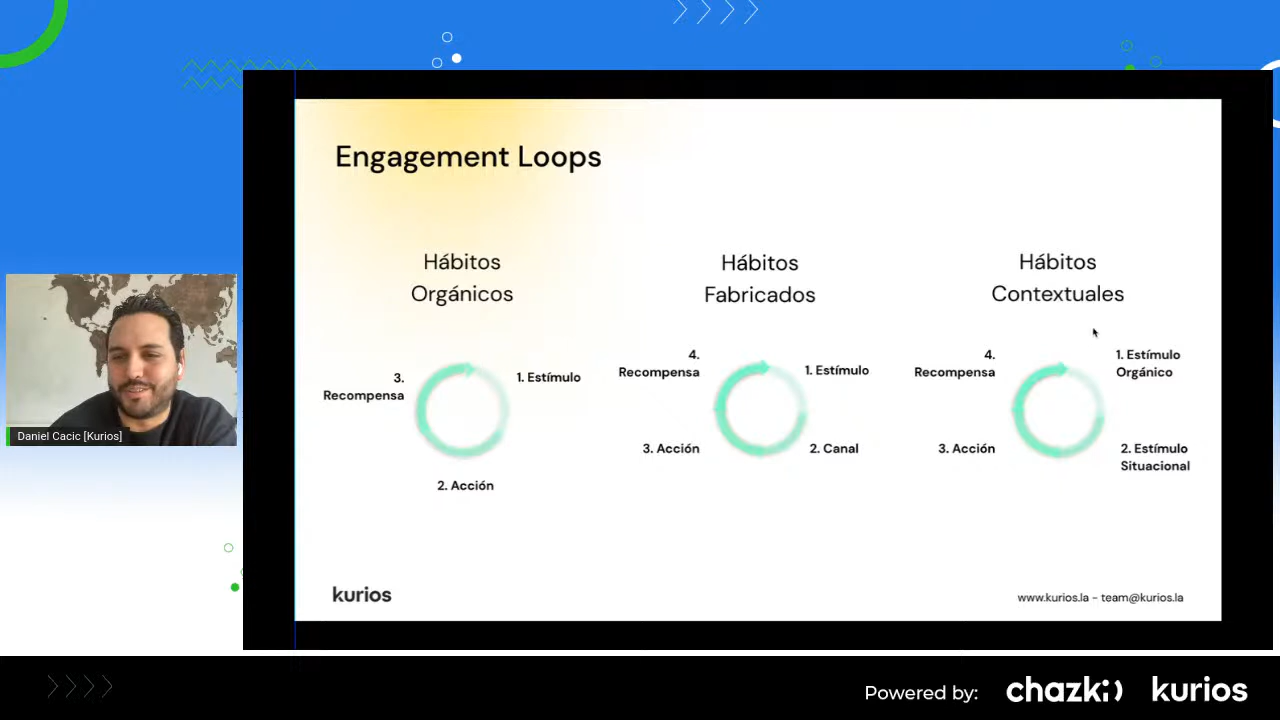 Engagement Loops
Hábitos
Orgánicos
3.
Recompensa
1. Estímulo
2. Acción
Hábitos
Fabricados
4.
Recompensa
1. Estímulo
3. Acción
2. Canal
Hábitos
Contextuales
4.
Recompensa
1. Estímulo
Orgánico
3. Acción
2. Estímulo
Situacional
kurios
www.kurios.la - team@kurios.la
Daniel Cacic [Kurios]
Powered by:
chazki
kurios